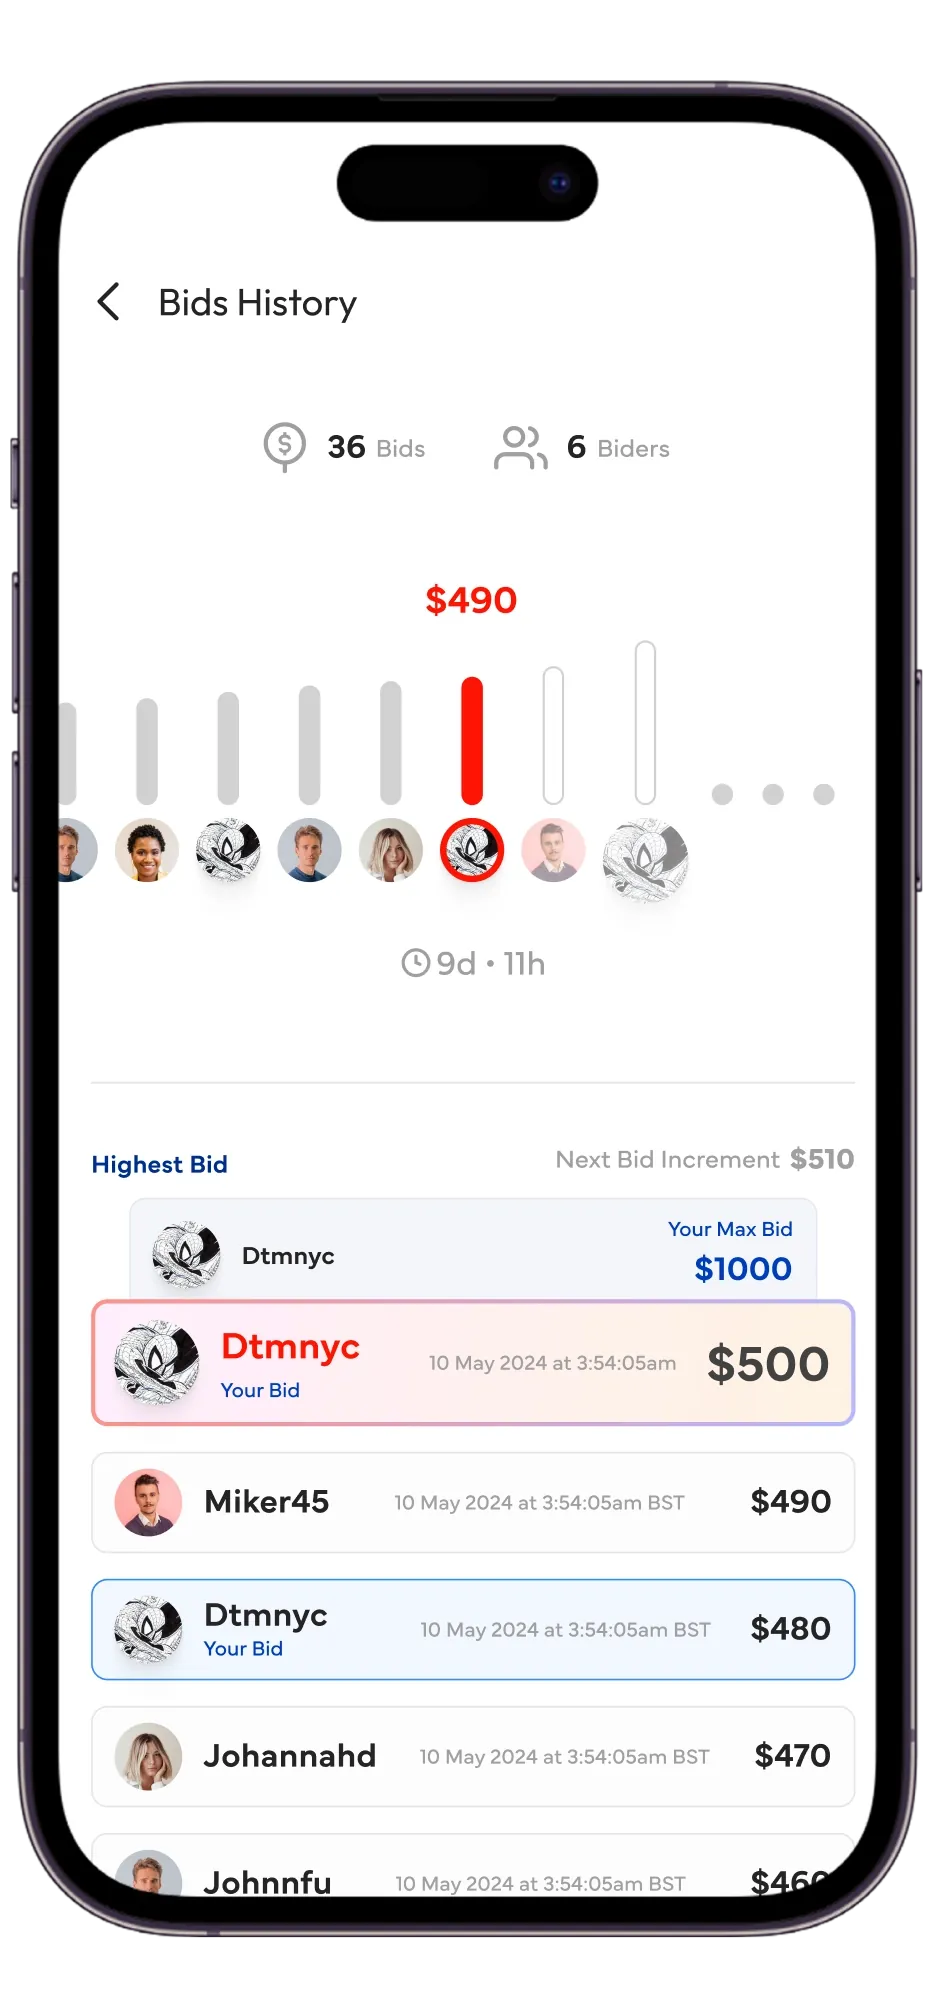 Bids History
36 Bids 6 Biders
$490
9d • 11h
Highest Bid Next Bid Increment $510
Dtmnyc Your Max Bid $1000
Dtmnyc Your Bid 10 May 2024 at 3:54:05am $500
Miker45 10 May 2024 at 3:54:05am BST $490
Dtmnyc Your Bid 10 May 2024 at 3:54:05am BST $480
Johannahd 10 May 2024 at 3:54:05am BST $470
Johnnfu 10 May 2024 at 3:54:05am BST $460